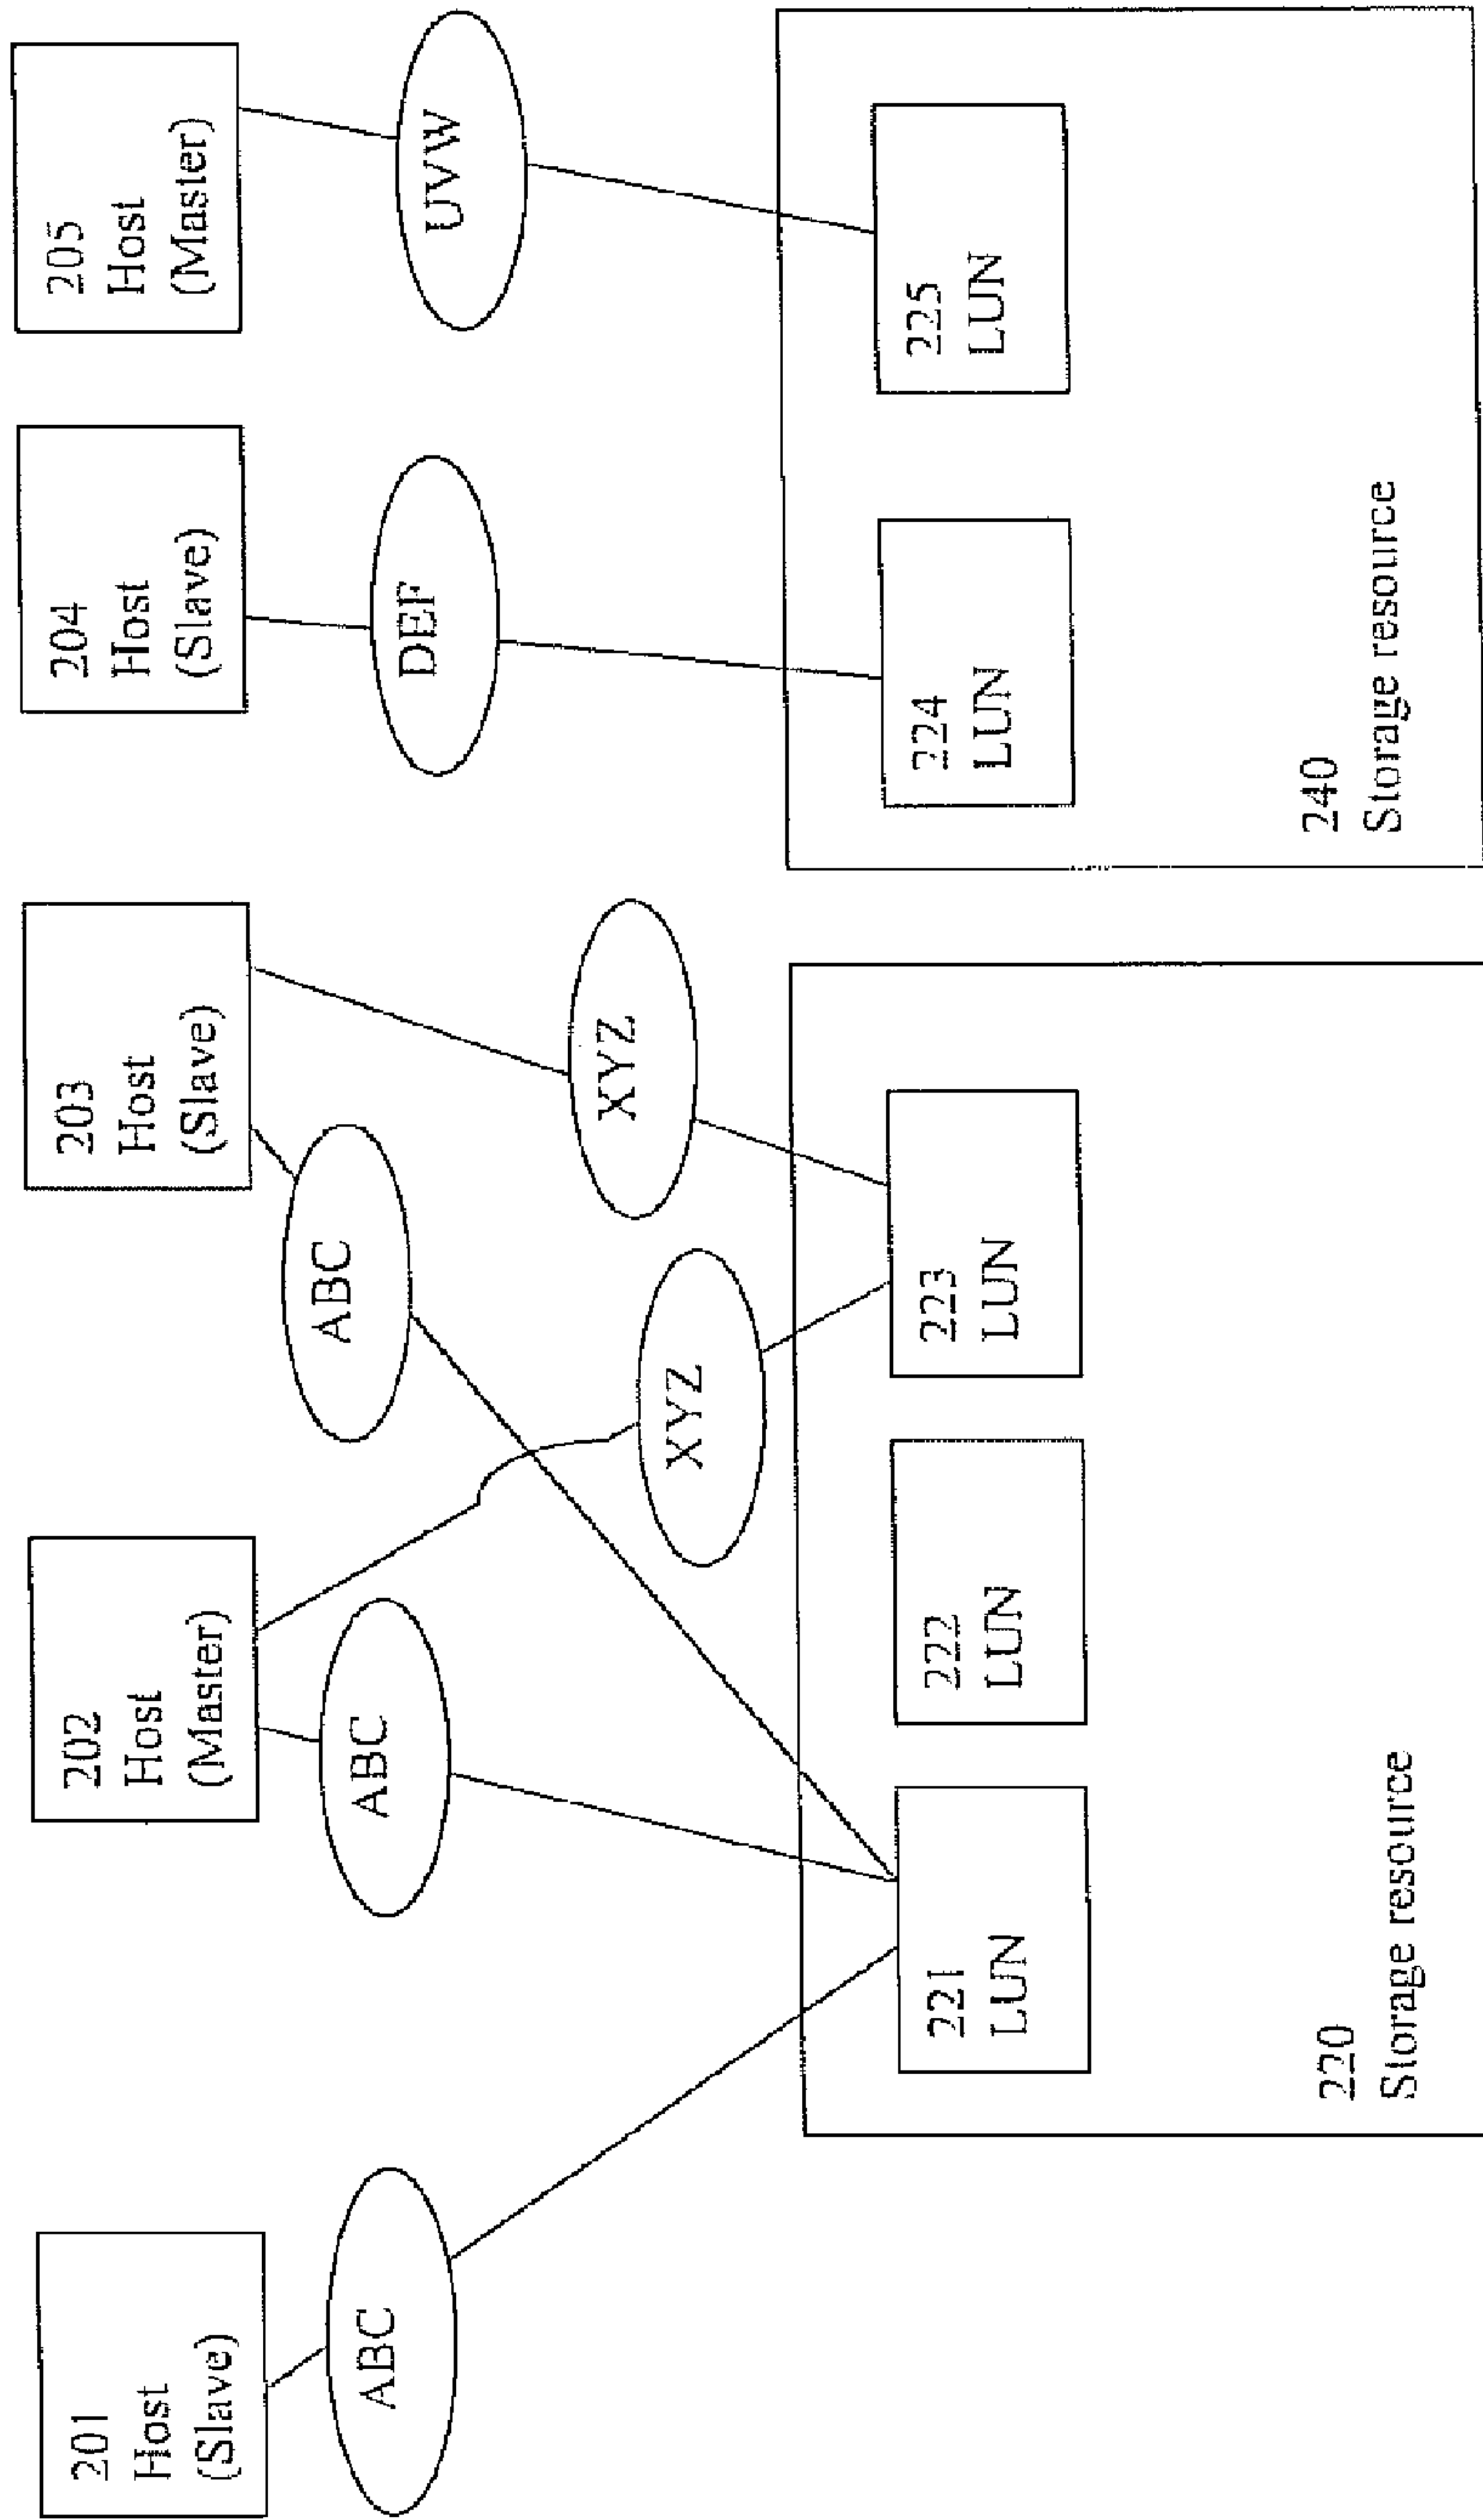 201
Host
(Slave)
202
Host
(Master)
203
Host
(Slave)
204
Host
(Slave)
205
Host
(Master)
ABC
ABC
ABC
XYZ
XYZ
DEF
UVW
221
LUN
222
LUN
223
LUN
224
LUN
225
LUN
220
Storage resource
240
Storage resource